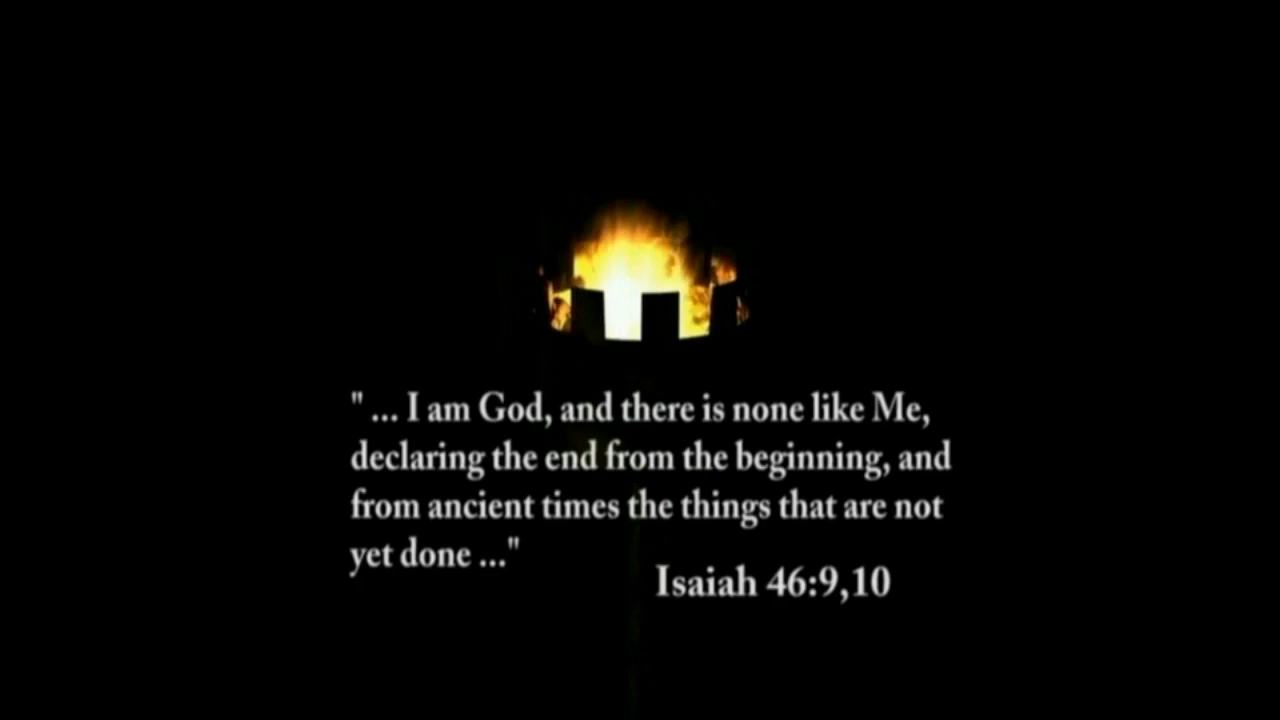 " ... I am God, and there is none like Me,
declaring the end from the beginning, and
from ancient times the things that are not
yet done ..."
Isaiah 46:9,10